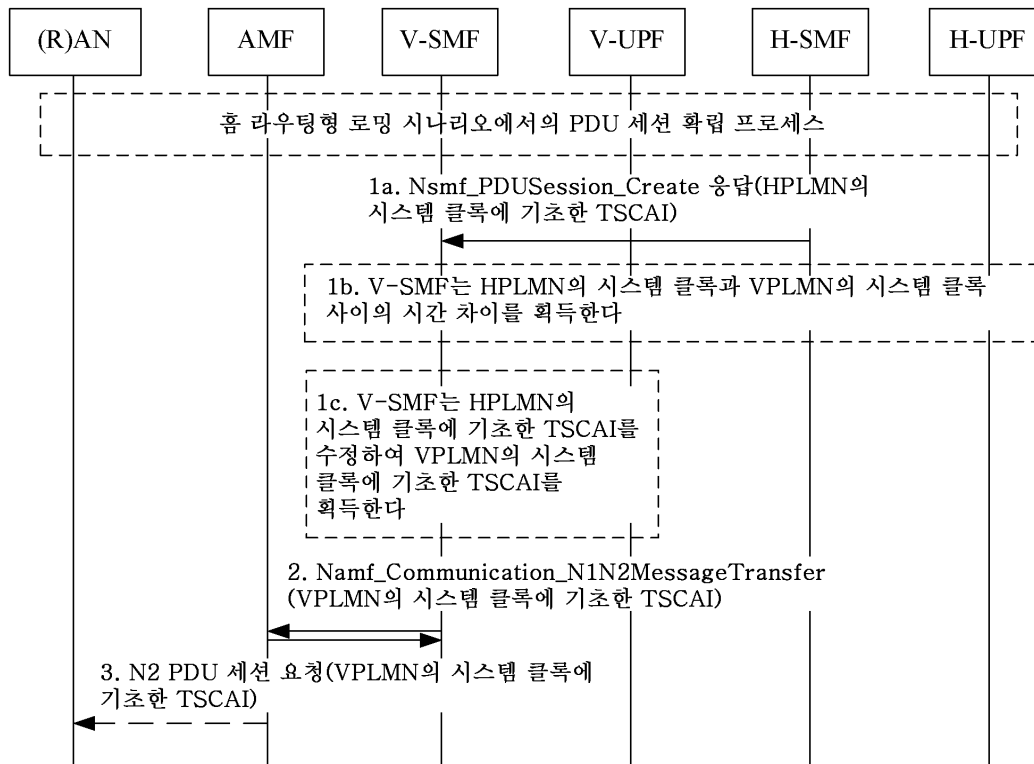 (R)AN
AMF
V-SMF
V-UPF
H-SMF
H-UPF
홈 라우팅형 로밍 시나리오에서의 PDU 세션 확립 프로세스
1a. Nsmf_PDUSession_Create 응답(HPLMN의
시스템 클록에 기초한 TSCAI)
1b. V-SMF는 HPLMN의 시스템 클록과 VPLMN의 시스템 클록
사이의 시간 차이를 획득한다
1c. V-SMF는 HPLMN의
시스템 클록에 기초한 TSCAI를
수정하여 VPLMN의 시스템
클록에 기초한 TSCAI를
획득한다
2. Namf_Communication_N1N2MessageTransfer
(VPLMN의 시스템 클록에 기초한 TSCAI)
3. N2 PDU 세션 요청(VPLMN의 시스템 클록에
기초한 TSCAI)